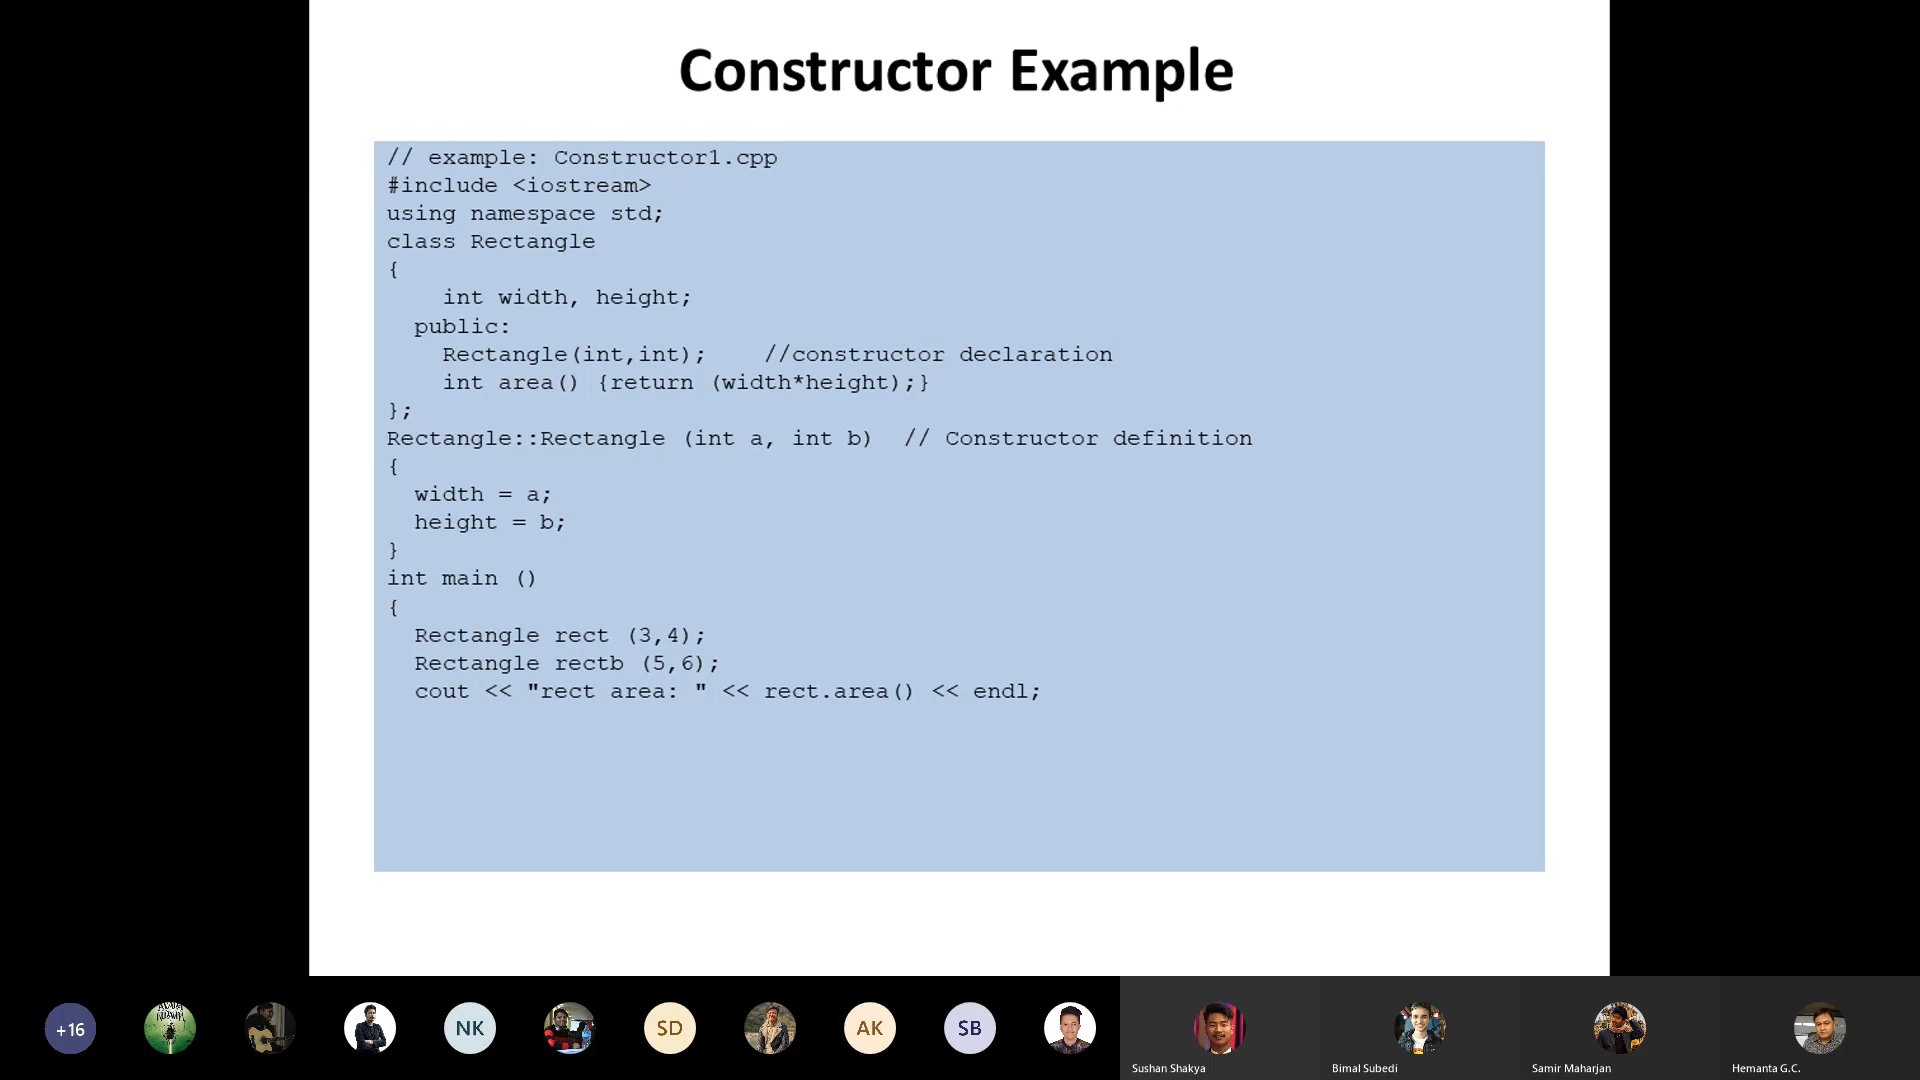 Constructor Example
// example: Constructor1.cpp
#include <iostream>
using namespace std;
class Rectangle
{
    int width, height;
  public:
    Rectangle(int,int);    //constructor declaration
    int area() {return (width*height);}
};
Rectangle::Rectangle (int a, int b)  // Constructor definition
{
  width = a;
  height = b;
}
int main ()
{
  Rectangle rect (3,4);
  Rectangle rectb (5,6);
  cout << "rect area: " << rect.area() << endl;
+16
NK
SD
AK
SB
Sushan Shakya
Bimal Subedi
Samir Maharjan
Hemanta G.C.